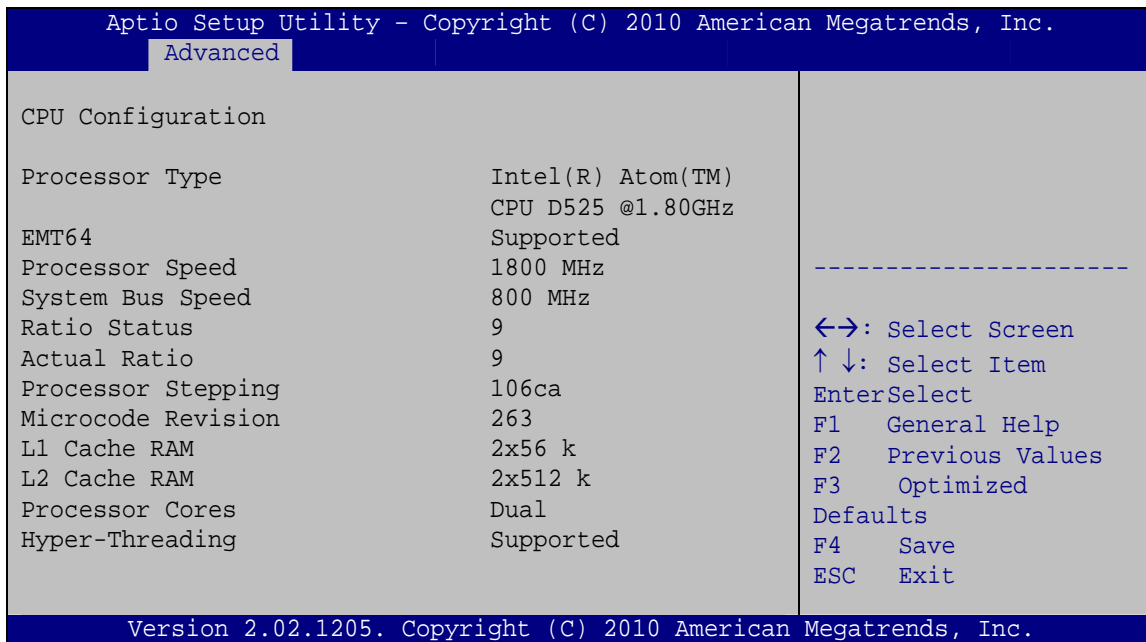 Aptio Setup Utility – Copyright (C) 2010 American Megatrends, Inc.
Advanced
CPU Configuration
Processor Type Intel(R) Atom(TM)
CPU D525 @1.80GHz
EMT64 Supported
Processor Speed 1800 MHz
System Bus Speed 800 MHz
Ratio Status 9
Actual Ratio 9
Processor Stepping 106ca
Microcode Revision 263
L1 Cache RAM 2x56 k
L2 Cache RAM 2x512 k
Processor Cores Dual
Hyper-Threading Supported
----------------------
←→: Select Screen
↑ ↓: Select Item
EnterSelect
F1 General Help
F2 Previous Values
F3 Optimized
Defaults
F4 Save
ESC Exit
Version 2.02.1205. Copyright (C) 2010 American Megatrends, Inc.